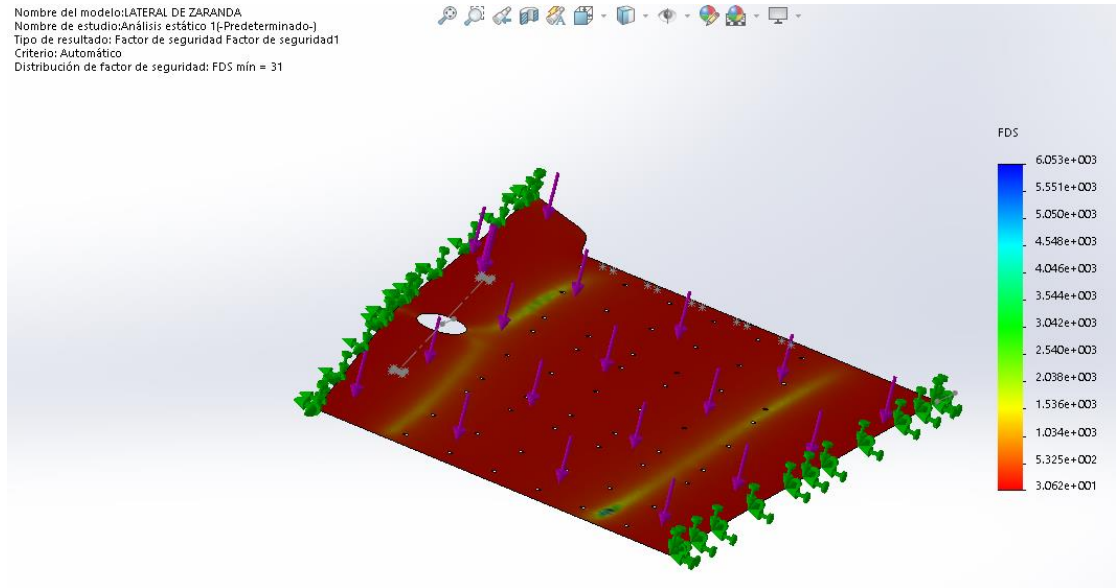 Nombre del modelo:LATERAL DE ZARANDA
Nombre de estudio:Análisis estático 1(-Predeterminado-)
Tipo de resultado: Factor de seguridad Factor de seguridad1
Criterio: Automático
Distribución de factor de seguridad: FDS mín = 31
FDS
6.053e+003
5.551e+003
5.050e+003
4.548e+003
4.046e+003
3.544e+003
3.042e+003
2.540e+003
2.038e+003
1.536e+003
1.034e+003
5.325e+002
3.062e+001